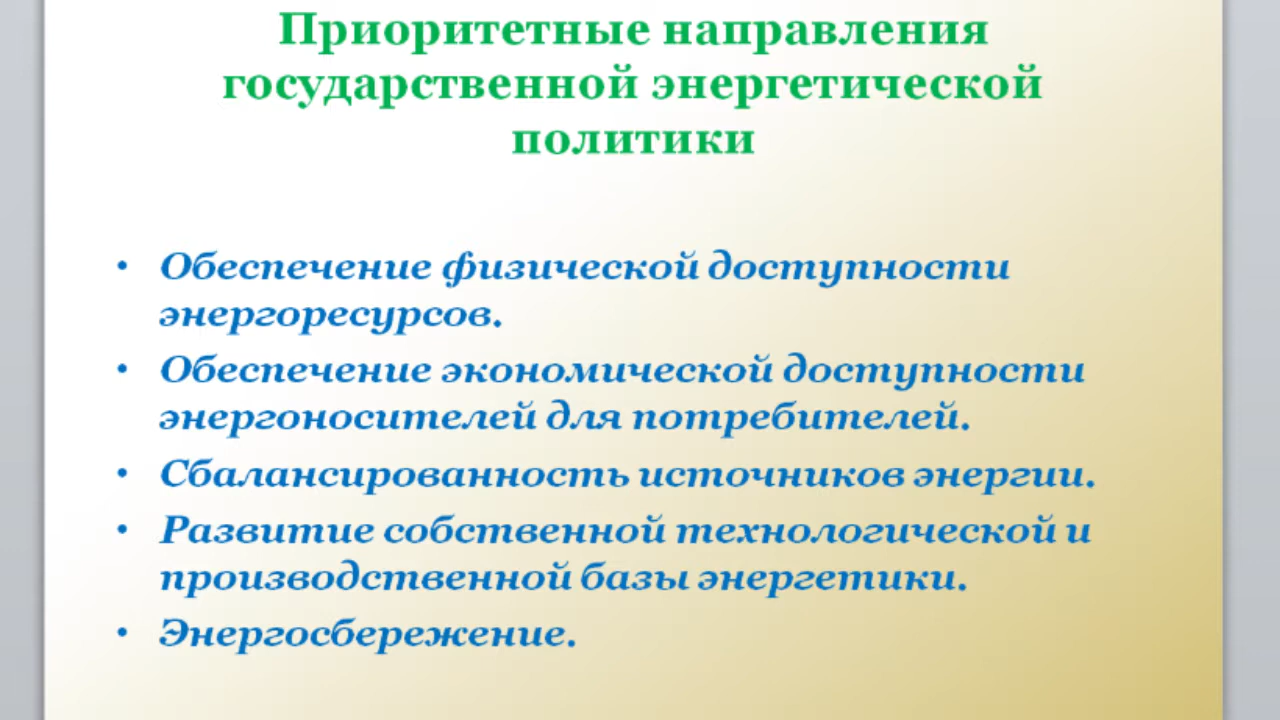 Приоритетные направления
государственной энергетической
политики
• Обеспечение физической доступности
энергоресурсов.
• Обеспечение экономической доступности
энергоносителей для потребителей.
• Сбалансированность источников энергии.
• Развитие собственной технологической и
производственной базы энергетики.
• Энергосбережение.